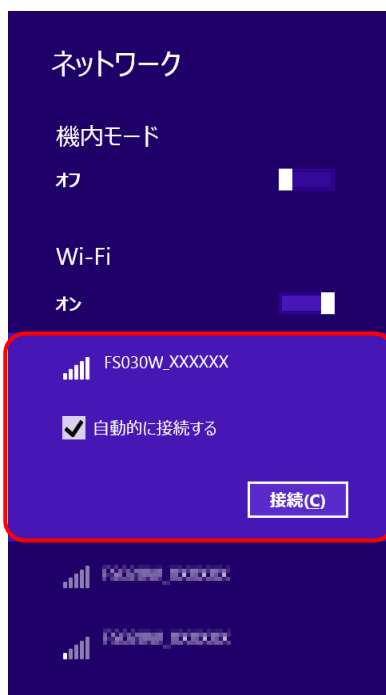 ネットワーク
機内モード
オフ
Wi-Fi
オン
FS030W_XXXXXX
自動的に接続する
接続(C)